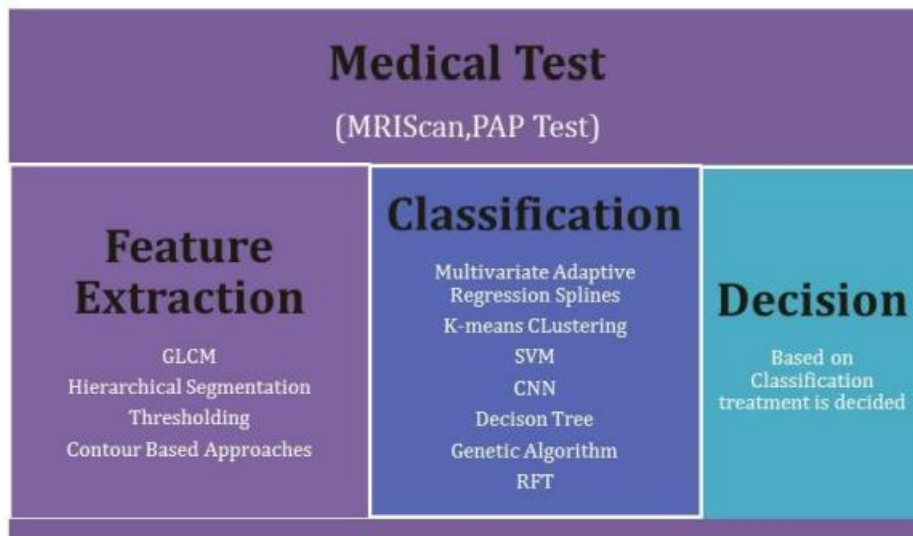 Medical Test
(MRIScan,PAP Test)
Feature
Extraction
GLCM
Hierarchical Segmentation
Thresholding
Contour Based Approaches
Classification
Multivariate Adaptive
Regression Splines
K-means CLustering
SVM
CNN
Decison Tree
Genetic Algorithm
RFT
Decision
Based on
Classification
treatment is decided